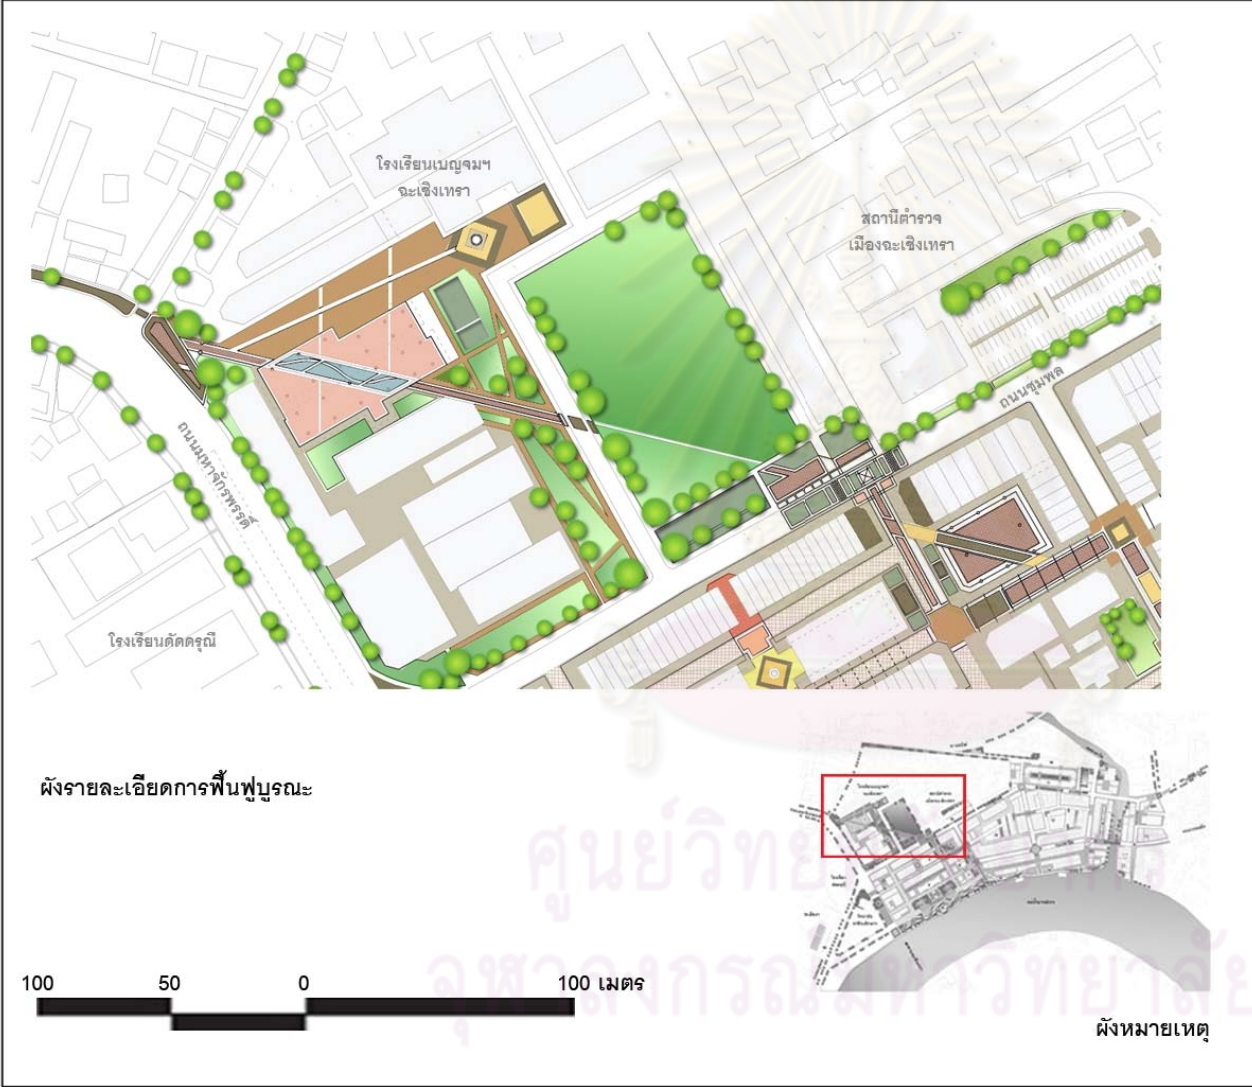 โรงเรียนเบญจมฯ
ฉะเชิงเทรา
สถานีตำรวจ
เมืองฉะเชิงเทรา
ถนนชุมพล
ถนนมหาจักรพรรดิ์
โรงเรียนดัดดรุณี
ผังรายละเอียดการฟื้นฟูบูรณะ
100 50 0 100 เมตร
ผังหมายเหตุ
ศูนย์วิทยทรัพยากร
จุฬาลงกรณ์มหาวิทยาลัย